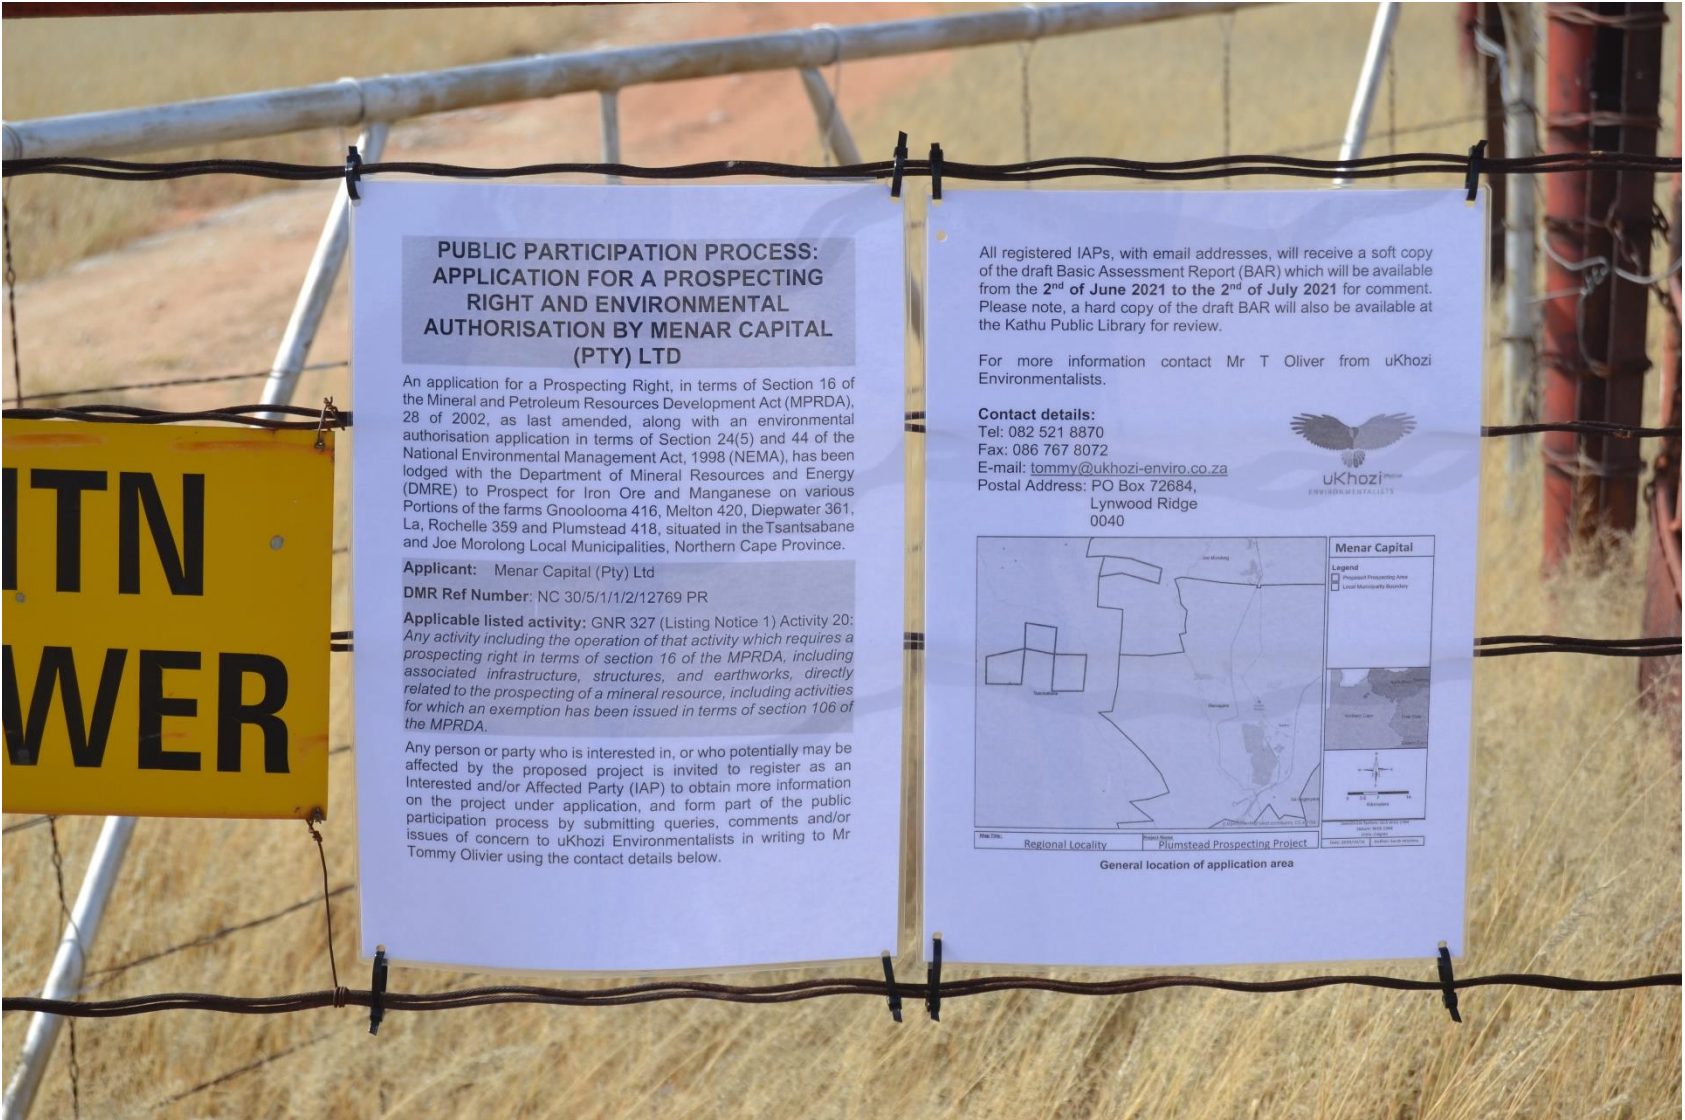 ITN
WER
PUBLIC PARTICIPATION PROCESS:
APPLICATION FOR A PROSPECTING
RIGHT AND ENVIRONMENTAL
AUTHORISATION BY MENAR CAPITAL
(PTY) LTD
An application for a Prospecting Right, in terms of Section 16 of
the Mineral and Petroleum Resources Development Act (MPRDA),
28 of 2002, as last amended, along with an environmental
authorisation application in terms of Section 24(5) and 44 of the
National Environmental Management Act, 1998 (NEMA), has been
lodged with the Department of Mineral Resources and Energy
(DMRE) to Prospect for Iron Ore and Manganese on various
Portions of the farms Gnoolooma 416, Melton 420, Diepwater 361,
La, Rochelle 359 and Plumstead 418, situated in the Tsantsabane
and Joe Morolong Local Municipalities, Northern Cape Province.
Applicant: Menar Capital (Pty) Ltd
DMR Ref Number: NC 30/5/1/1/2/12769 PR
Applicable listed activity: GNR 327 (Listing Notice 1) Activity 20:
Any activity including the operation of that activity which requires a
prospecting right in terms of section 16 of the MPRDA, including
associated infrastructure, structures, and earthworks, directly
related to the prospecting of a mineral resource, including activities
for which an exemption has been issued in terms of section 106 of
the MPRDA.
Any person or party who is interested in, or who potentially may be
affected by the proposed project is invited to register as an
Interested and/or Affected Party (IAP) to obtain more information
on the project under application, and form part of the public
participation process by submitting queries, comments and/or
issues of concern to uKhozi Environmentalists in writing to Mr
Tommy Olivier using the contact details below.
All registered IAPs, with email addresses, will receive a soft copy
of the draft Basic Assessment Report (BAR) which will be available
from the 2nd of June 2021 to the 2nd of July 2021 for comment.
Please note, a hard copy of the draft BAR will also be available at
the Kathu Public Library for review.
For more information contact Mr T Oliver from uKhozi
Environmentalists.
Contact details:
Tel: 082 521 8870
Fax: 086 767 8072
E-mail: tommy@ukhozi-enviro.co.za
Postal Address: PO Box 72684,
Lynwood Ridge
0040
uKhozi
ENVIRONMENTALISTS
Menar Capital
Legend
Proposed Prospecting Area
Local Municipality Boundary
Joe Morolong
Northern Cape
Kilometers
Map Title:
Regional Locality
Project Name
Plumstead Prospecting Project
General location of application area